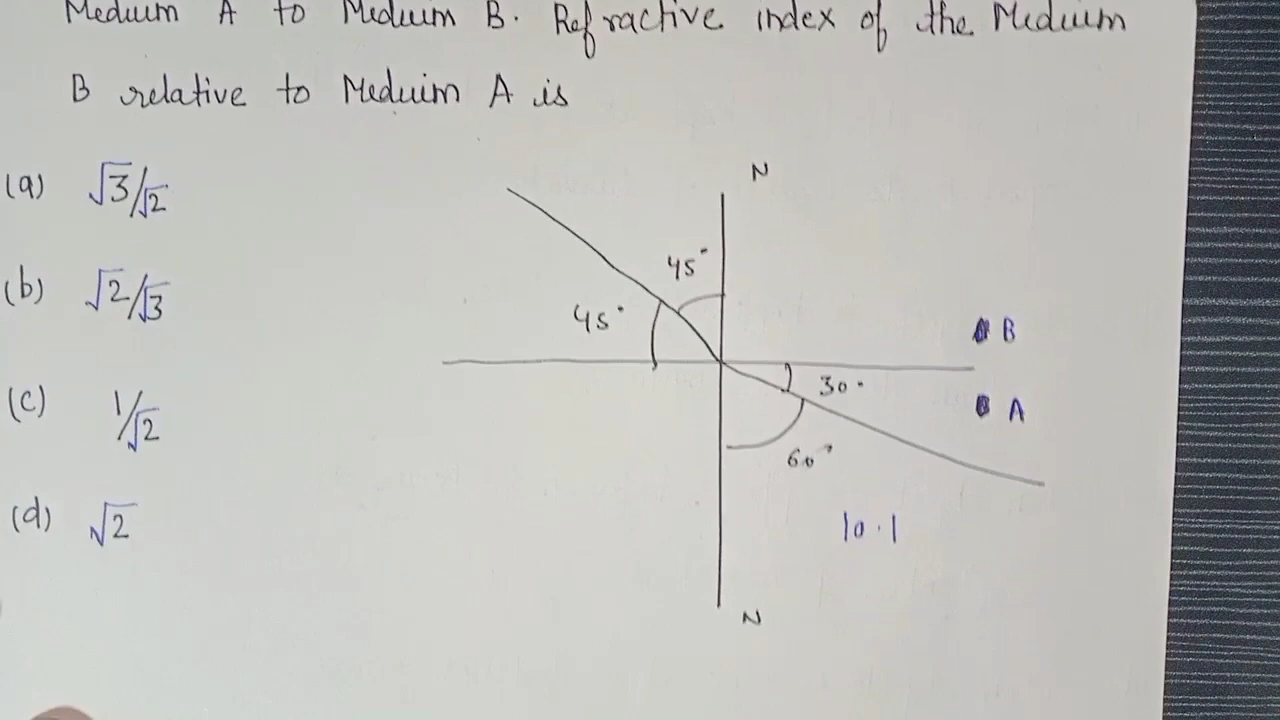 Medium A to Medium B. Refractive index of the Medium
B relative to Medium A is
(a) √3/√2
(b) √2/√3
(c) 1/√2
(d) √2
N
45°
45°
B
30°
A
60°
10.1
N